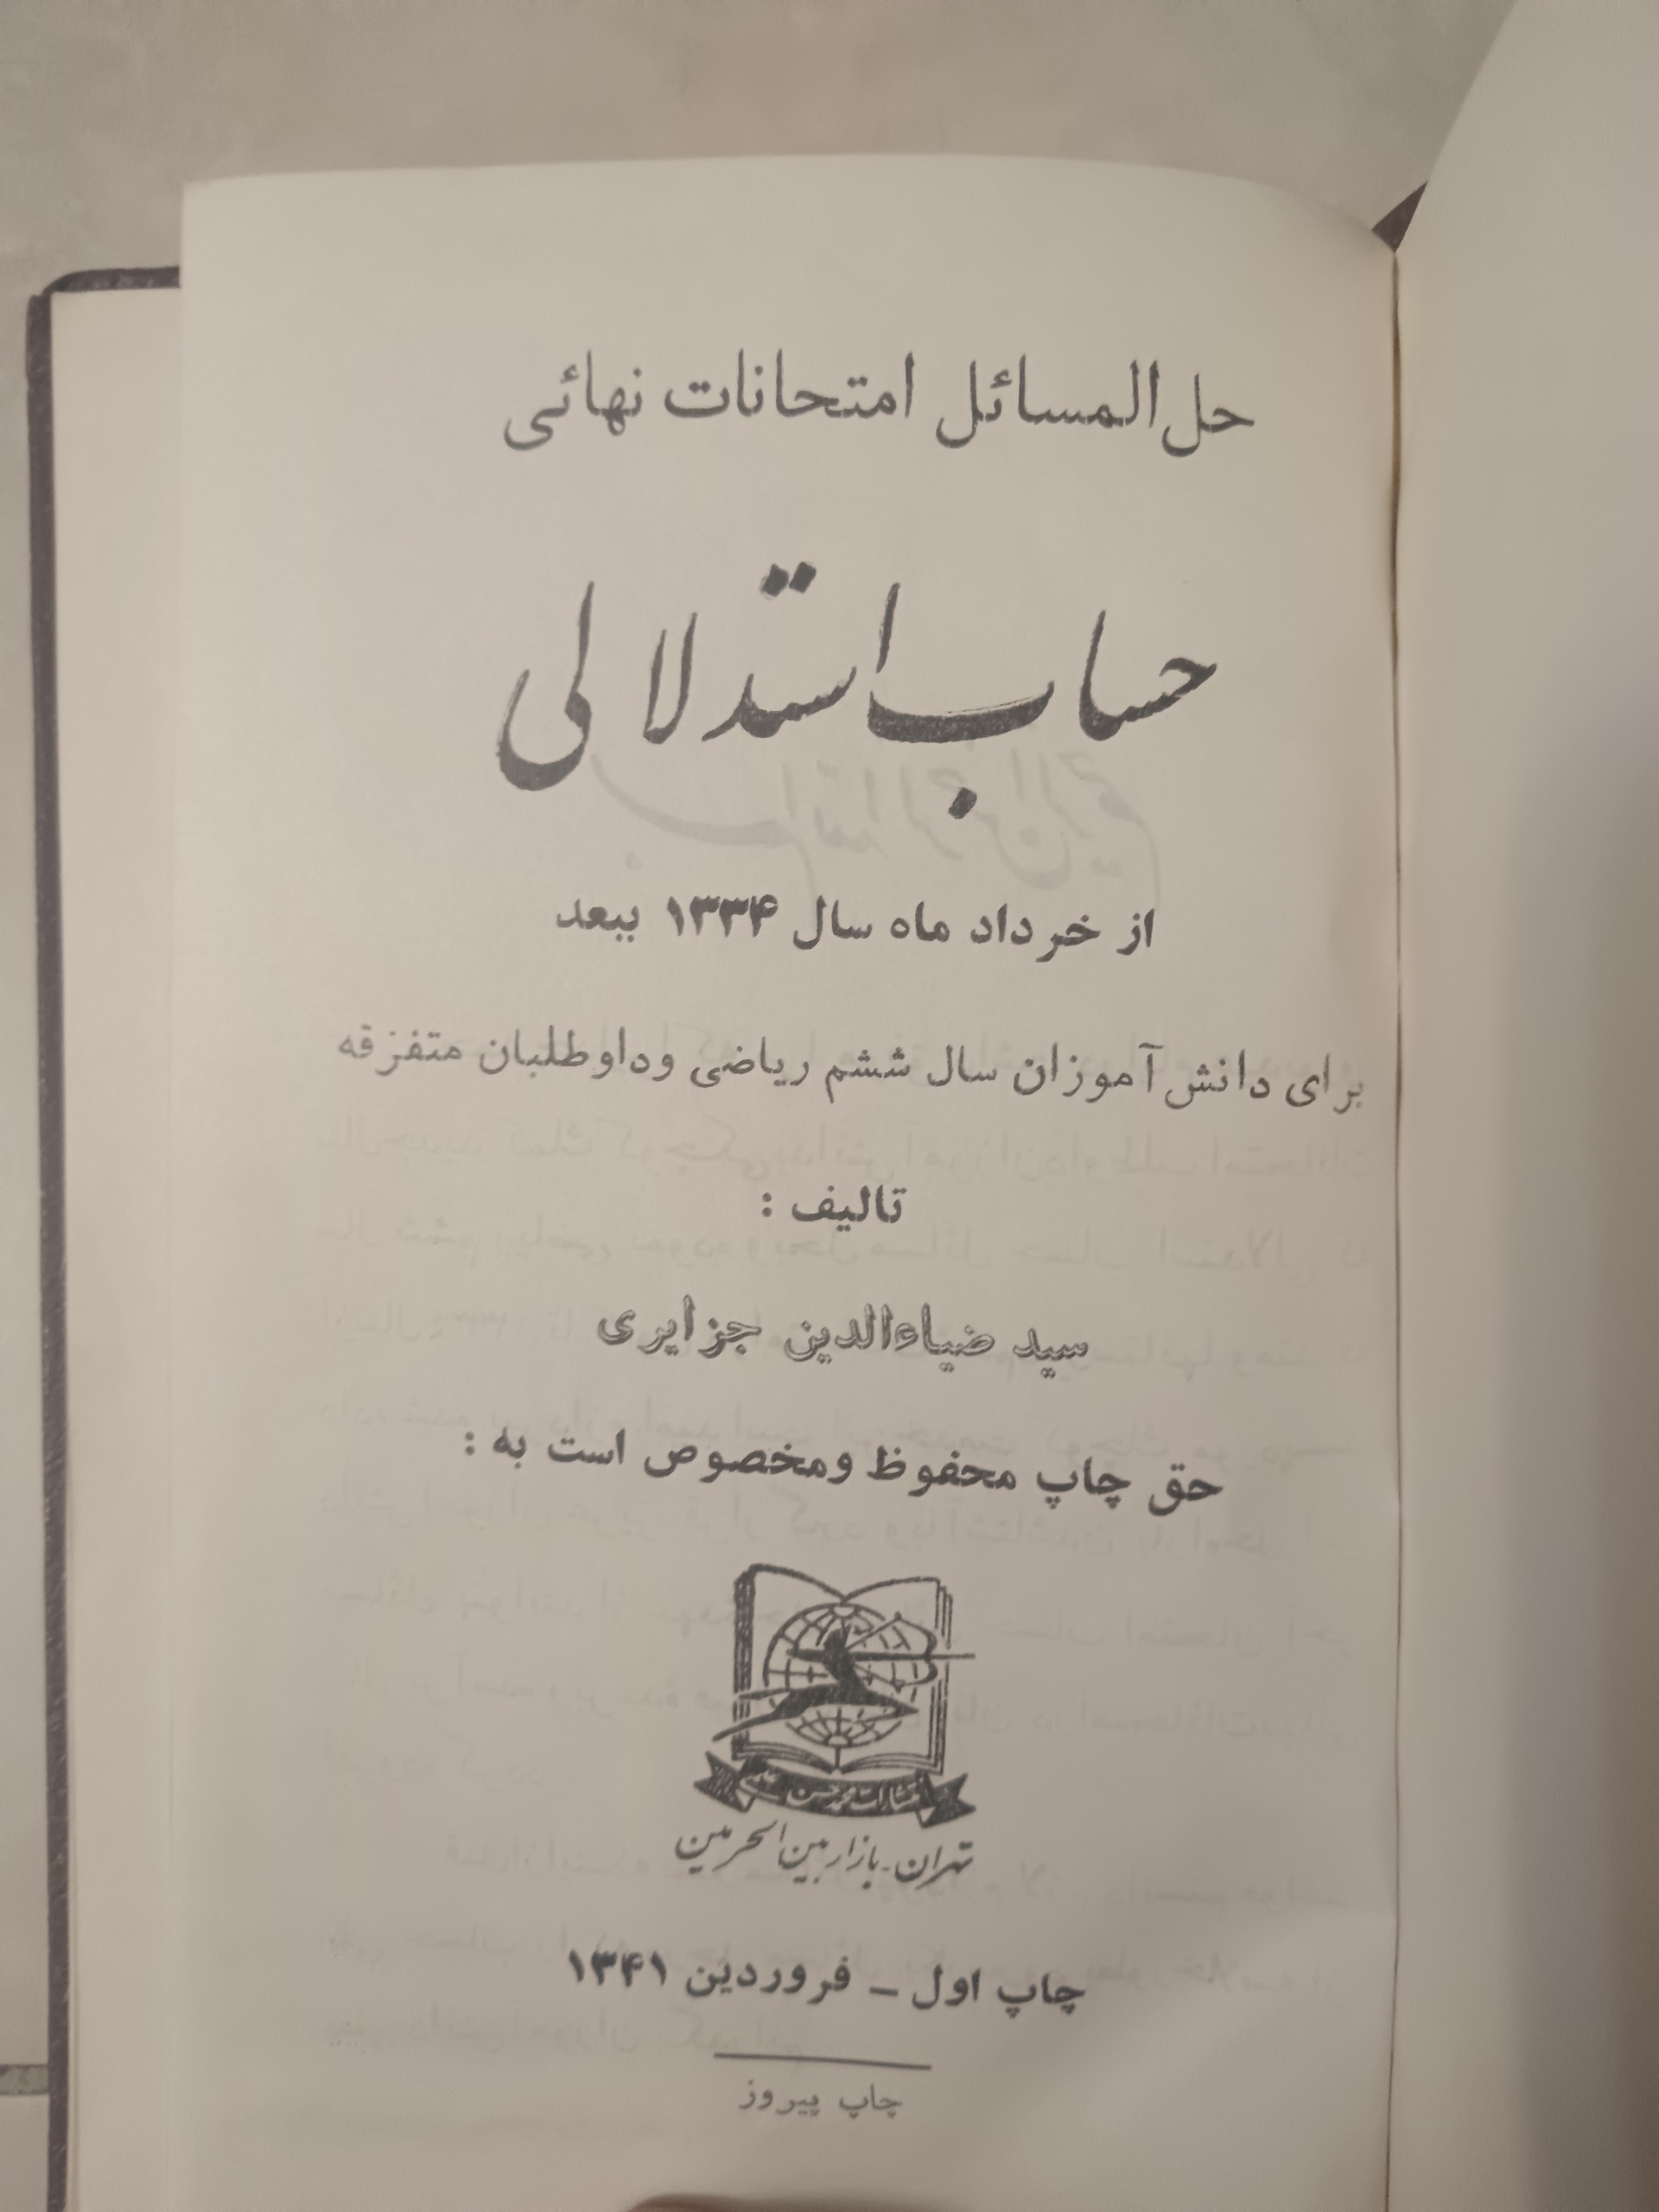 حل‌المسائل امتحانات نهائی
حساب استدلالی
از خرداد ماه سال ۱۳۳۴ ببعد
برای دانش‌آموزان سال ششم ریاضی وداوطلبان متفرقه
تالیف :
سید ضیاءالدین جزایری
حق چاپ محفوظ ومخصوص است به :
تهران - بازار بین الحرمین
چاپ اول ـ فروردین ۱۳۴۱
چاپ پیروز